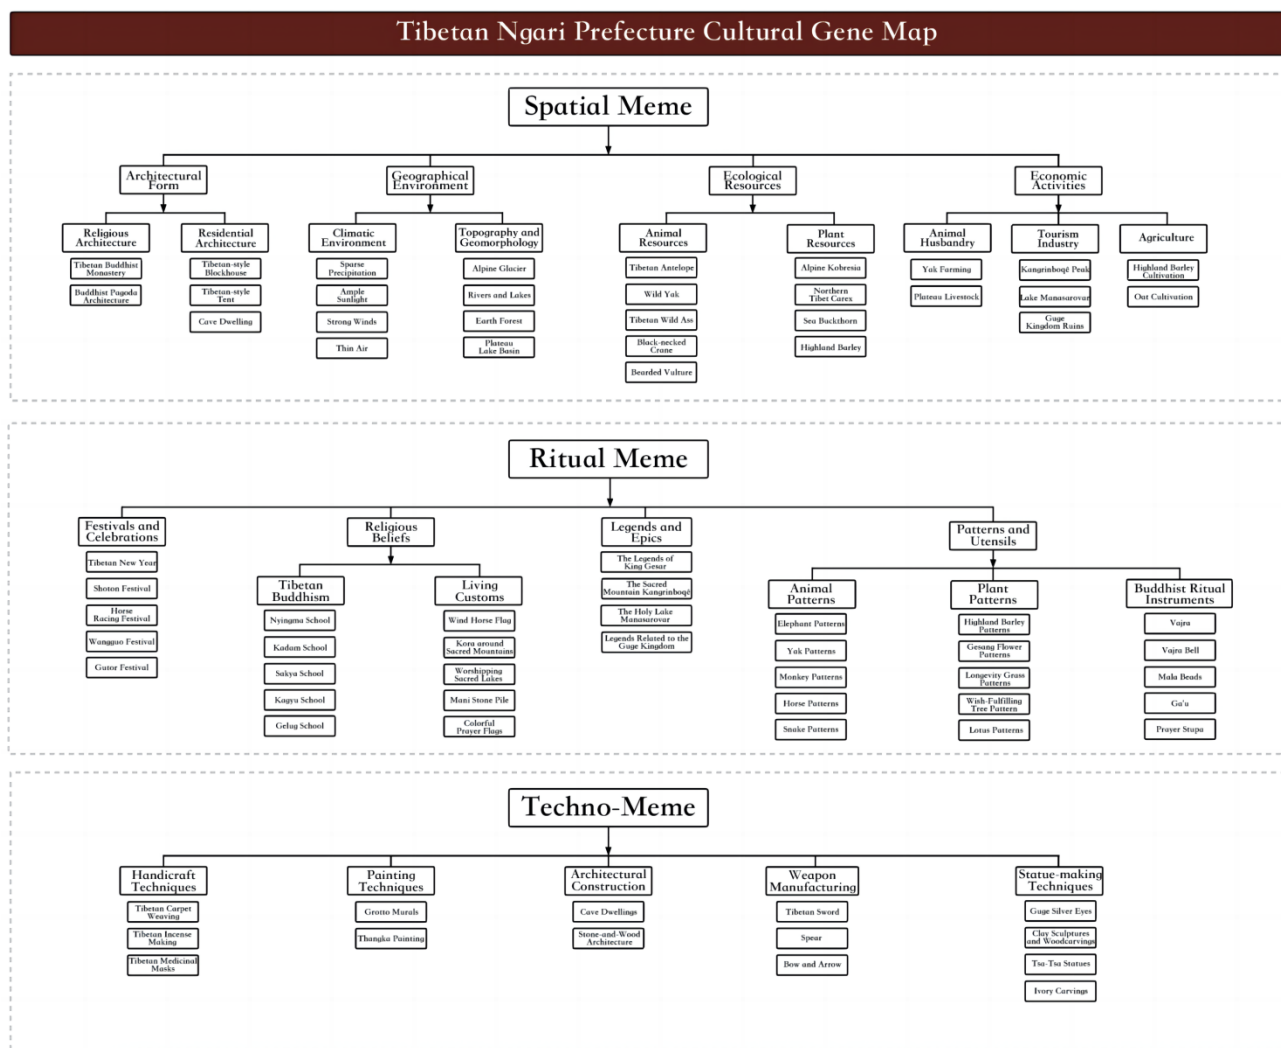 Tibetan Ngari Prefecture Cultural Gene Map
Spatial Meme
Architectural
Form
Geographical
Environment
Ecological
Resources
Economic
Activities
Religious
Architecture
Tibetan Buddhist
Monastery
Buddhist Pagoda
Architecture
Residential
Architecture
Tibetan-style
Blockhouse
Tibetan-style
Tent
Cave Dwelling
Climatic
Environment
Sparse
Precipitation
Ample
Sunlight
Strong Winds
Thin Air
Topography and
Geomorphology
Alpine Glacier
Rivers and Lakes
Earth Forest
Plateau
Lake Basin
Animal
Resources
Tibetan Antelope
Wild Yak
Tibetan Wild Ass
Black-necked
Crane
Bearded Vulture
Plant
Resources
Alpine Kobresia
Northern
Tibet Carex
Sea Buckthorn
Highland Barley
Animal
Husbandry
Yak Farming
Plateau Livestock
Tourism
Industry
Kangrinboqê Peak
Lake Manasarovar
Guge
Kingdom Ruins
Agriculture
Highland Barley
Cultivation
Oat Cultivation
Ritual Meme
Festivals and
Celebrations
Tibetan New Year
Shoton Festival
Horse
Racing Festival
Wangguo Festival
Gutor Festival
Religious
Beliefs
Tibetan
Buddhism
Nyingma School
Kadam School
Sakya School
Kagyu School
Gelug School
Living
Customs
Wind Horse Flag
Kora around
Sacred Mountains
Worshipping
Sacred Lakes
Mani Stone Pile
Colorful
Prayer Flags
Legends and
Epics
The Legends of
King Gesar
The Sacred
Mountain Kangrinboqê
The Holy Lake
Manasarovar
Legends Related to the
Guge Kingdom
Patterns and
Utensils
Animal
Patterns
Elephant Patterns
Yak Patterns
Monkey Patterns
Horse Patterns
Snake Patterns
Plant
Patterns
Highland Barley
Patterns
Gesang Flower
Patterns
Longevity Grass
Patterns
Wish-Fulfilling
Tree Pattern
Lotus Patterns
Buddhist Ritual
Instruments
Vajra
Vajra Bell
Mala Beads
Ga'u
Prayer Stupa
Techno-Meme
Handicraft
Techniques
Tibetan Carpet
Weaving
Tibetan Incense
Making
Tibetan Medicinal
Masks
Painting
Techniques
Grotto Murals
Thangka Painting
Architectural
Construction
Cave Dwellings
Stone-and-Wood
Architecture
Weapon
Manufacturing
Tibetan Sword
Spear
Bow and Arrow
Statue-making
Techniques
Guge Silver Eyes
Clay Sculptures
and Woodcarvings
Tsa-Tsa Statues
Ivory Carvings